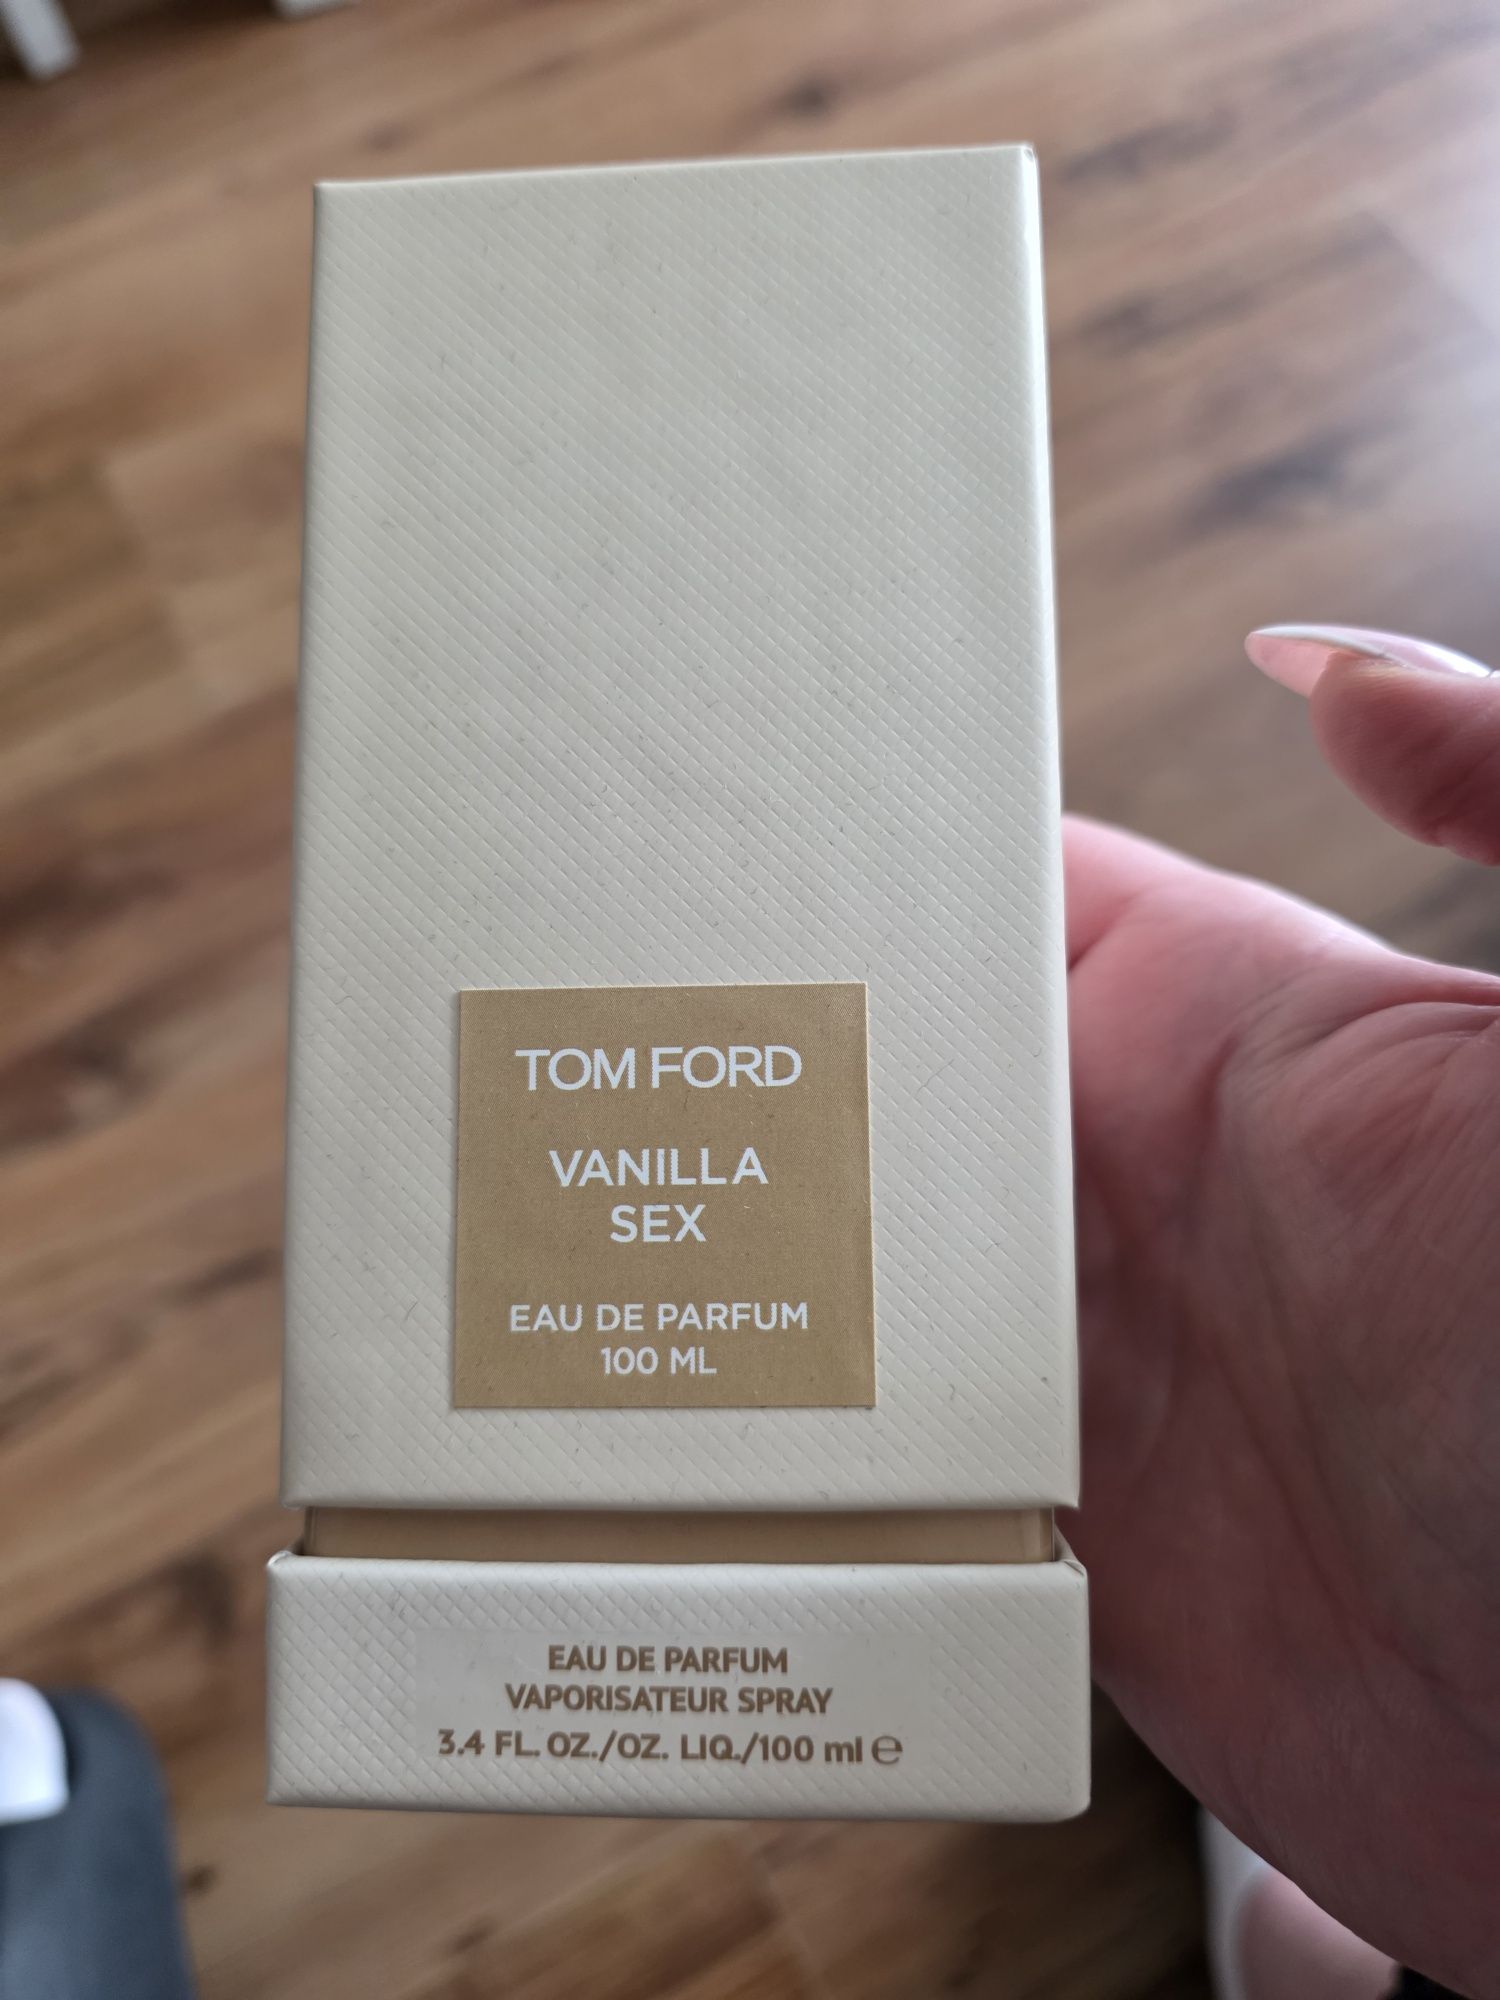 TOM FORD
VANILLA
SEX
EAU DE PARFUM
100 ML
EAU DE PARFUM
VAPORISATEUR SPRAY
3.4 FL. OZ./OZ. LIQ./100 ml ℮